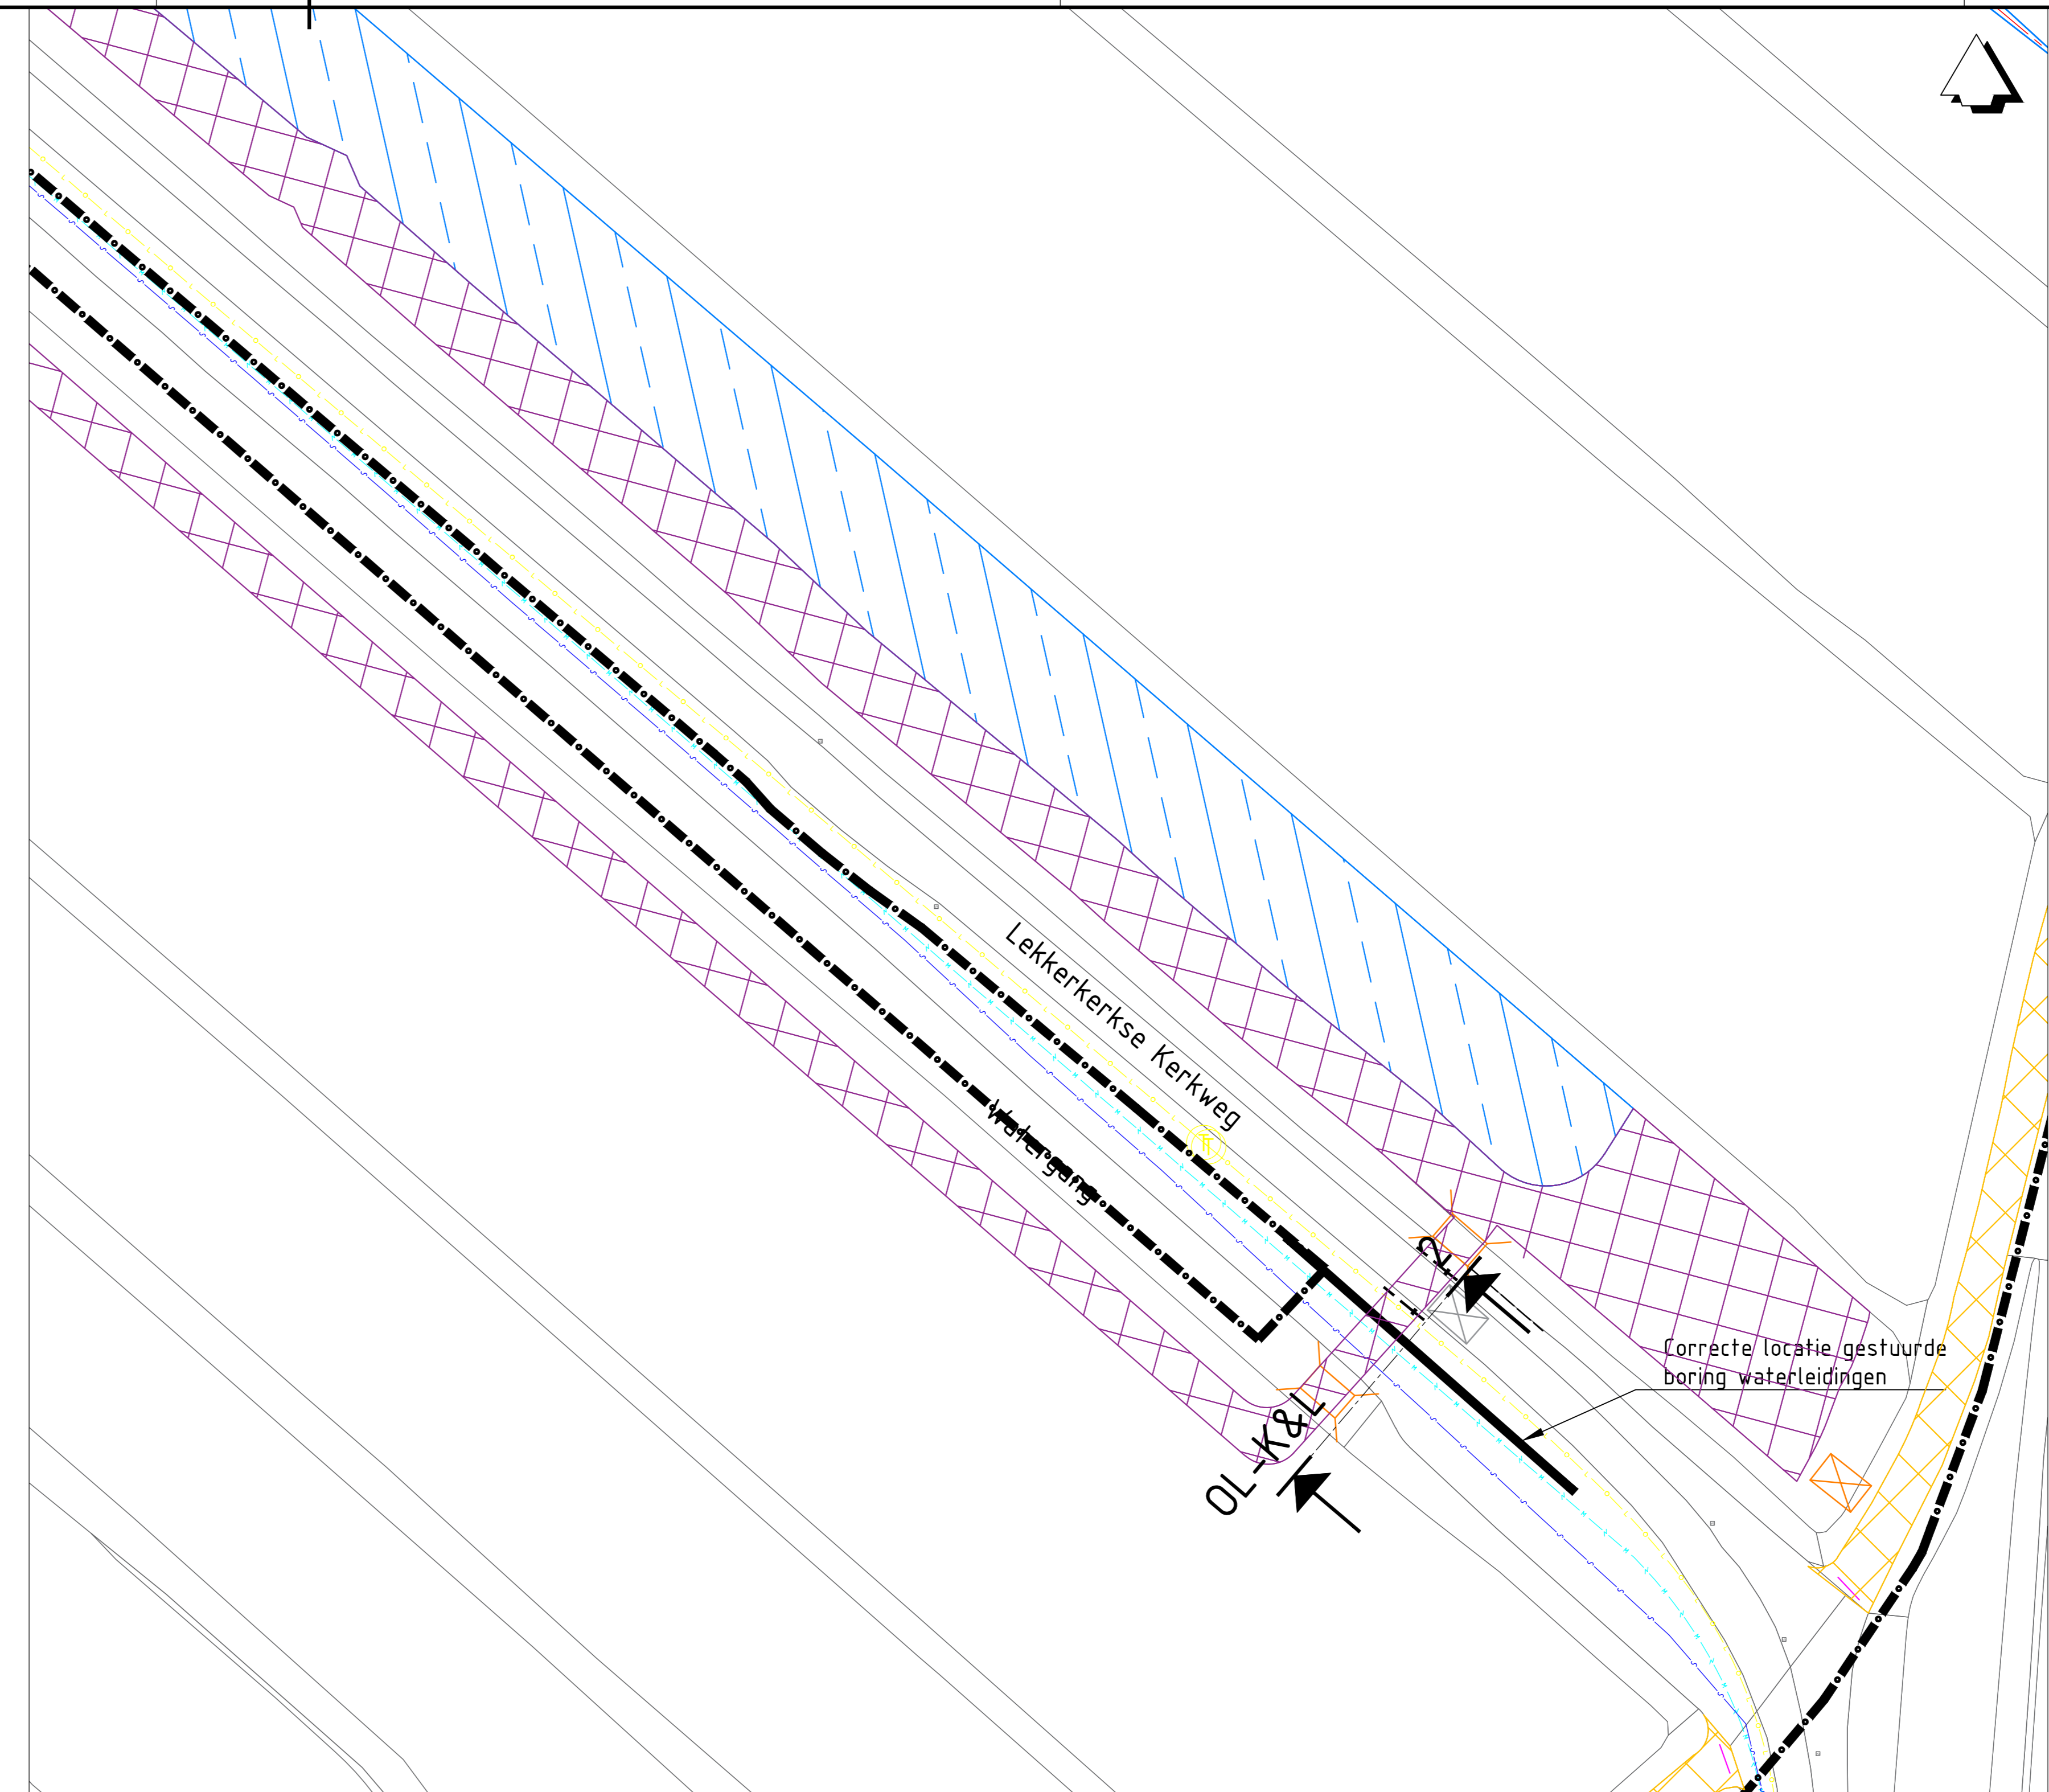 Lekkerkerkse Kerkweg
Watergang
2
OL-K&L
Correcte locatie gestuurde
boring waterleidingen